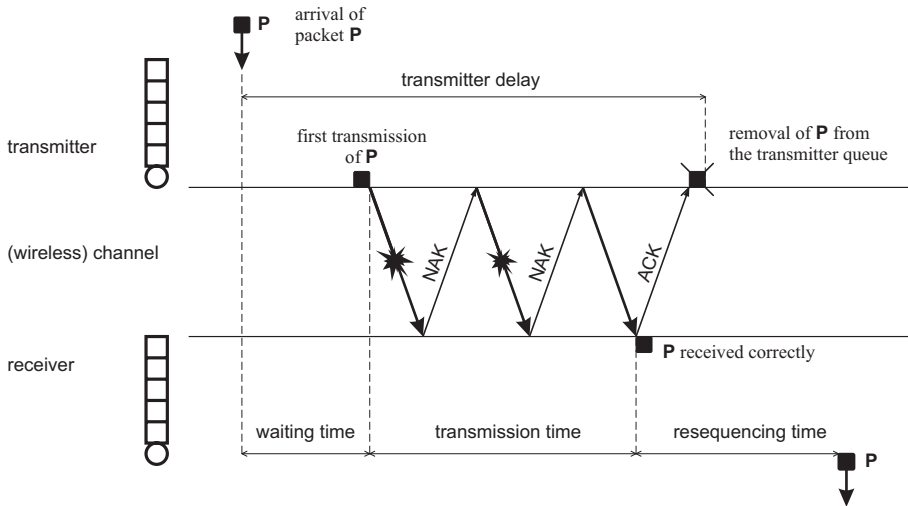 P
arrival of
packet P
transmitter delay
first transmission
of P
removal of P from
the transmitter queue
transmitter
(wireless) channel
NAK
NAK
ACK
receiver
P received correctly
waiting time
transmission time
resequencing time
P